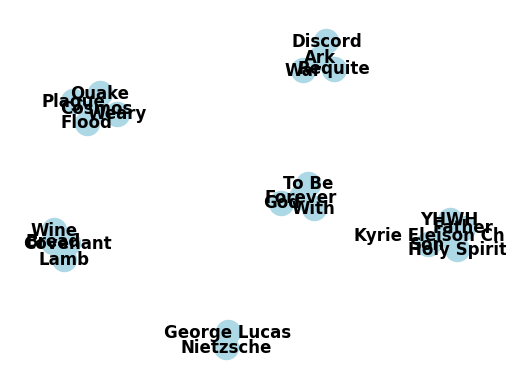 Discord
Ark
War
Requite
Quake
Plague
Cosmos
Weary
Flood
To Be
Forever
God
With
YHWH
Father
Kyrie Eleison Ch
Son
Holy Spirit
Wine
Bread
Covenant
Lamb
George Lucas
Nietzsche